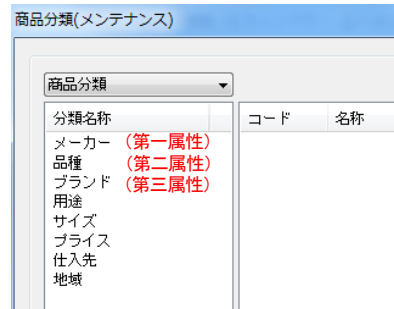 商品分類(メンテナンス)
商品分類
分類名称
コード 名称
メーカー (第一属性)
品種 (第二属性)
ブランド (第三属性)
用途
サイズ
プライス
仕入先
地域